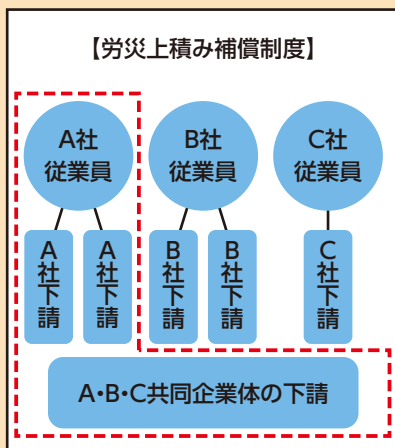 【労災上積み補償制度】
A社
従業員
B社
従業員
C社
従業員
A社下請
A社下請
B社下請
B社下請
C社下請
A・B・C共同企業体の下請